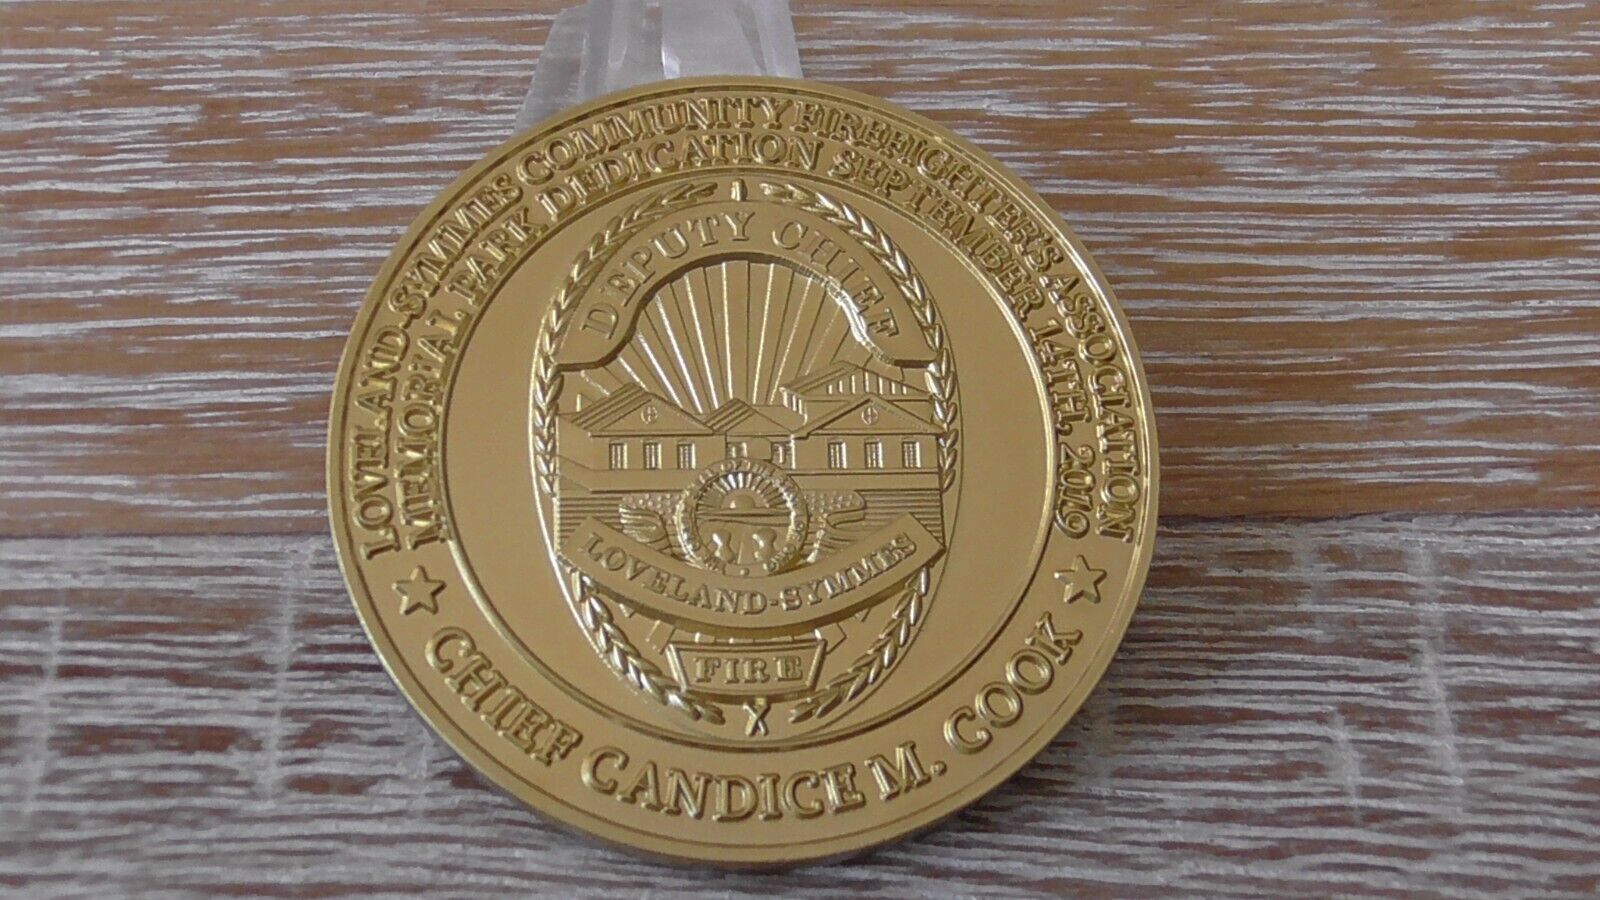 LOVELAND-SYMMES COMMUNITY FIREFIGHTER'S ASSOCIATION
MEMORIAL PARK DEDICATION SEPTEMBER 14TH, 2019
DEPUTY CHIEF
LOVELAND-SYMMES
FIRE
CHIEF CANDICE M. COOK